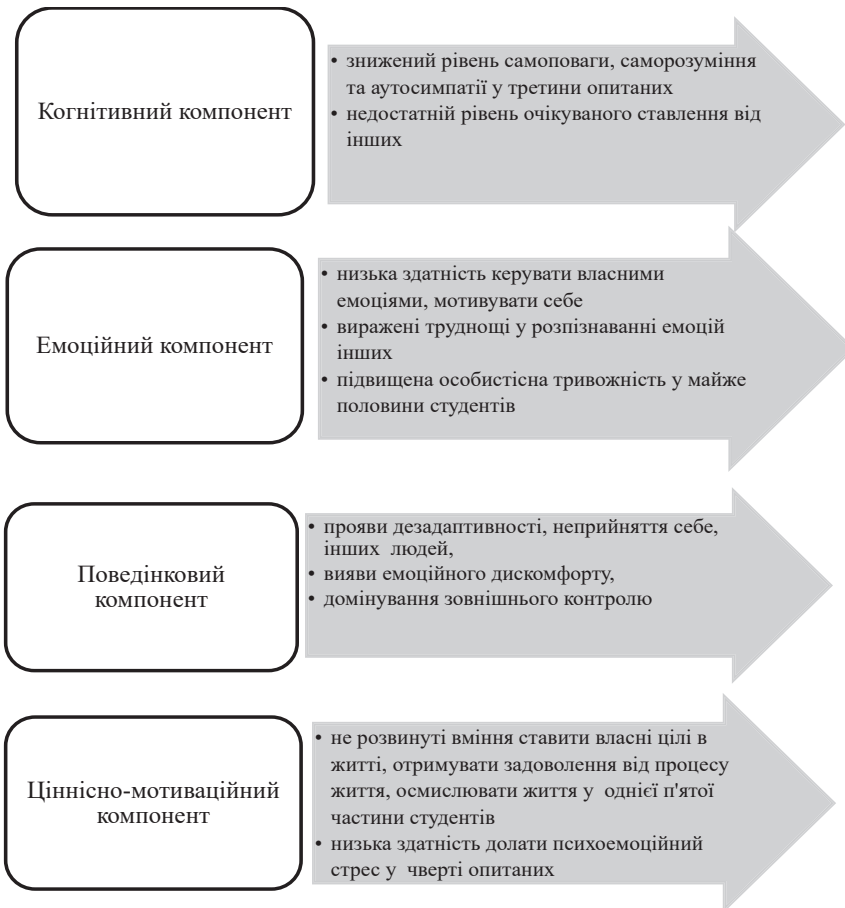 Когнітивний компонент
• знижений рівень самоповаги, саморозуміння
та аутосимпатії у третини опитаних
• недостатній рівень очікуваного ставлення від
інших
Емоційний компонент
• низька здатність керувати власними
емоціями, мотивувати себе
• виражені труднощі у розпізнаванні емоцій
інших
• підвищена особистісна тривожність у майже
половини студентів
Поведінковий
компонент
• прояви дезадаптивності, неприйняття себе,
інших людей,
• вияви емоційного дискомфорту,
• домінування зовнішнього контролю
Ціннісно-мотиваційний
компонент
• не розвинуті вміння ставити власні цілі в
житті, отримувати задоволення від процесу
життя, осмислювати життя у однієї п'ятої
частини студентів
• низька здатність долати психоемоційний
стрес у чверті опитаних